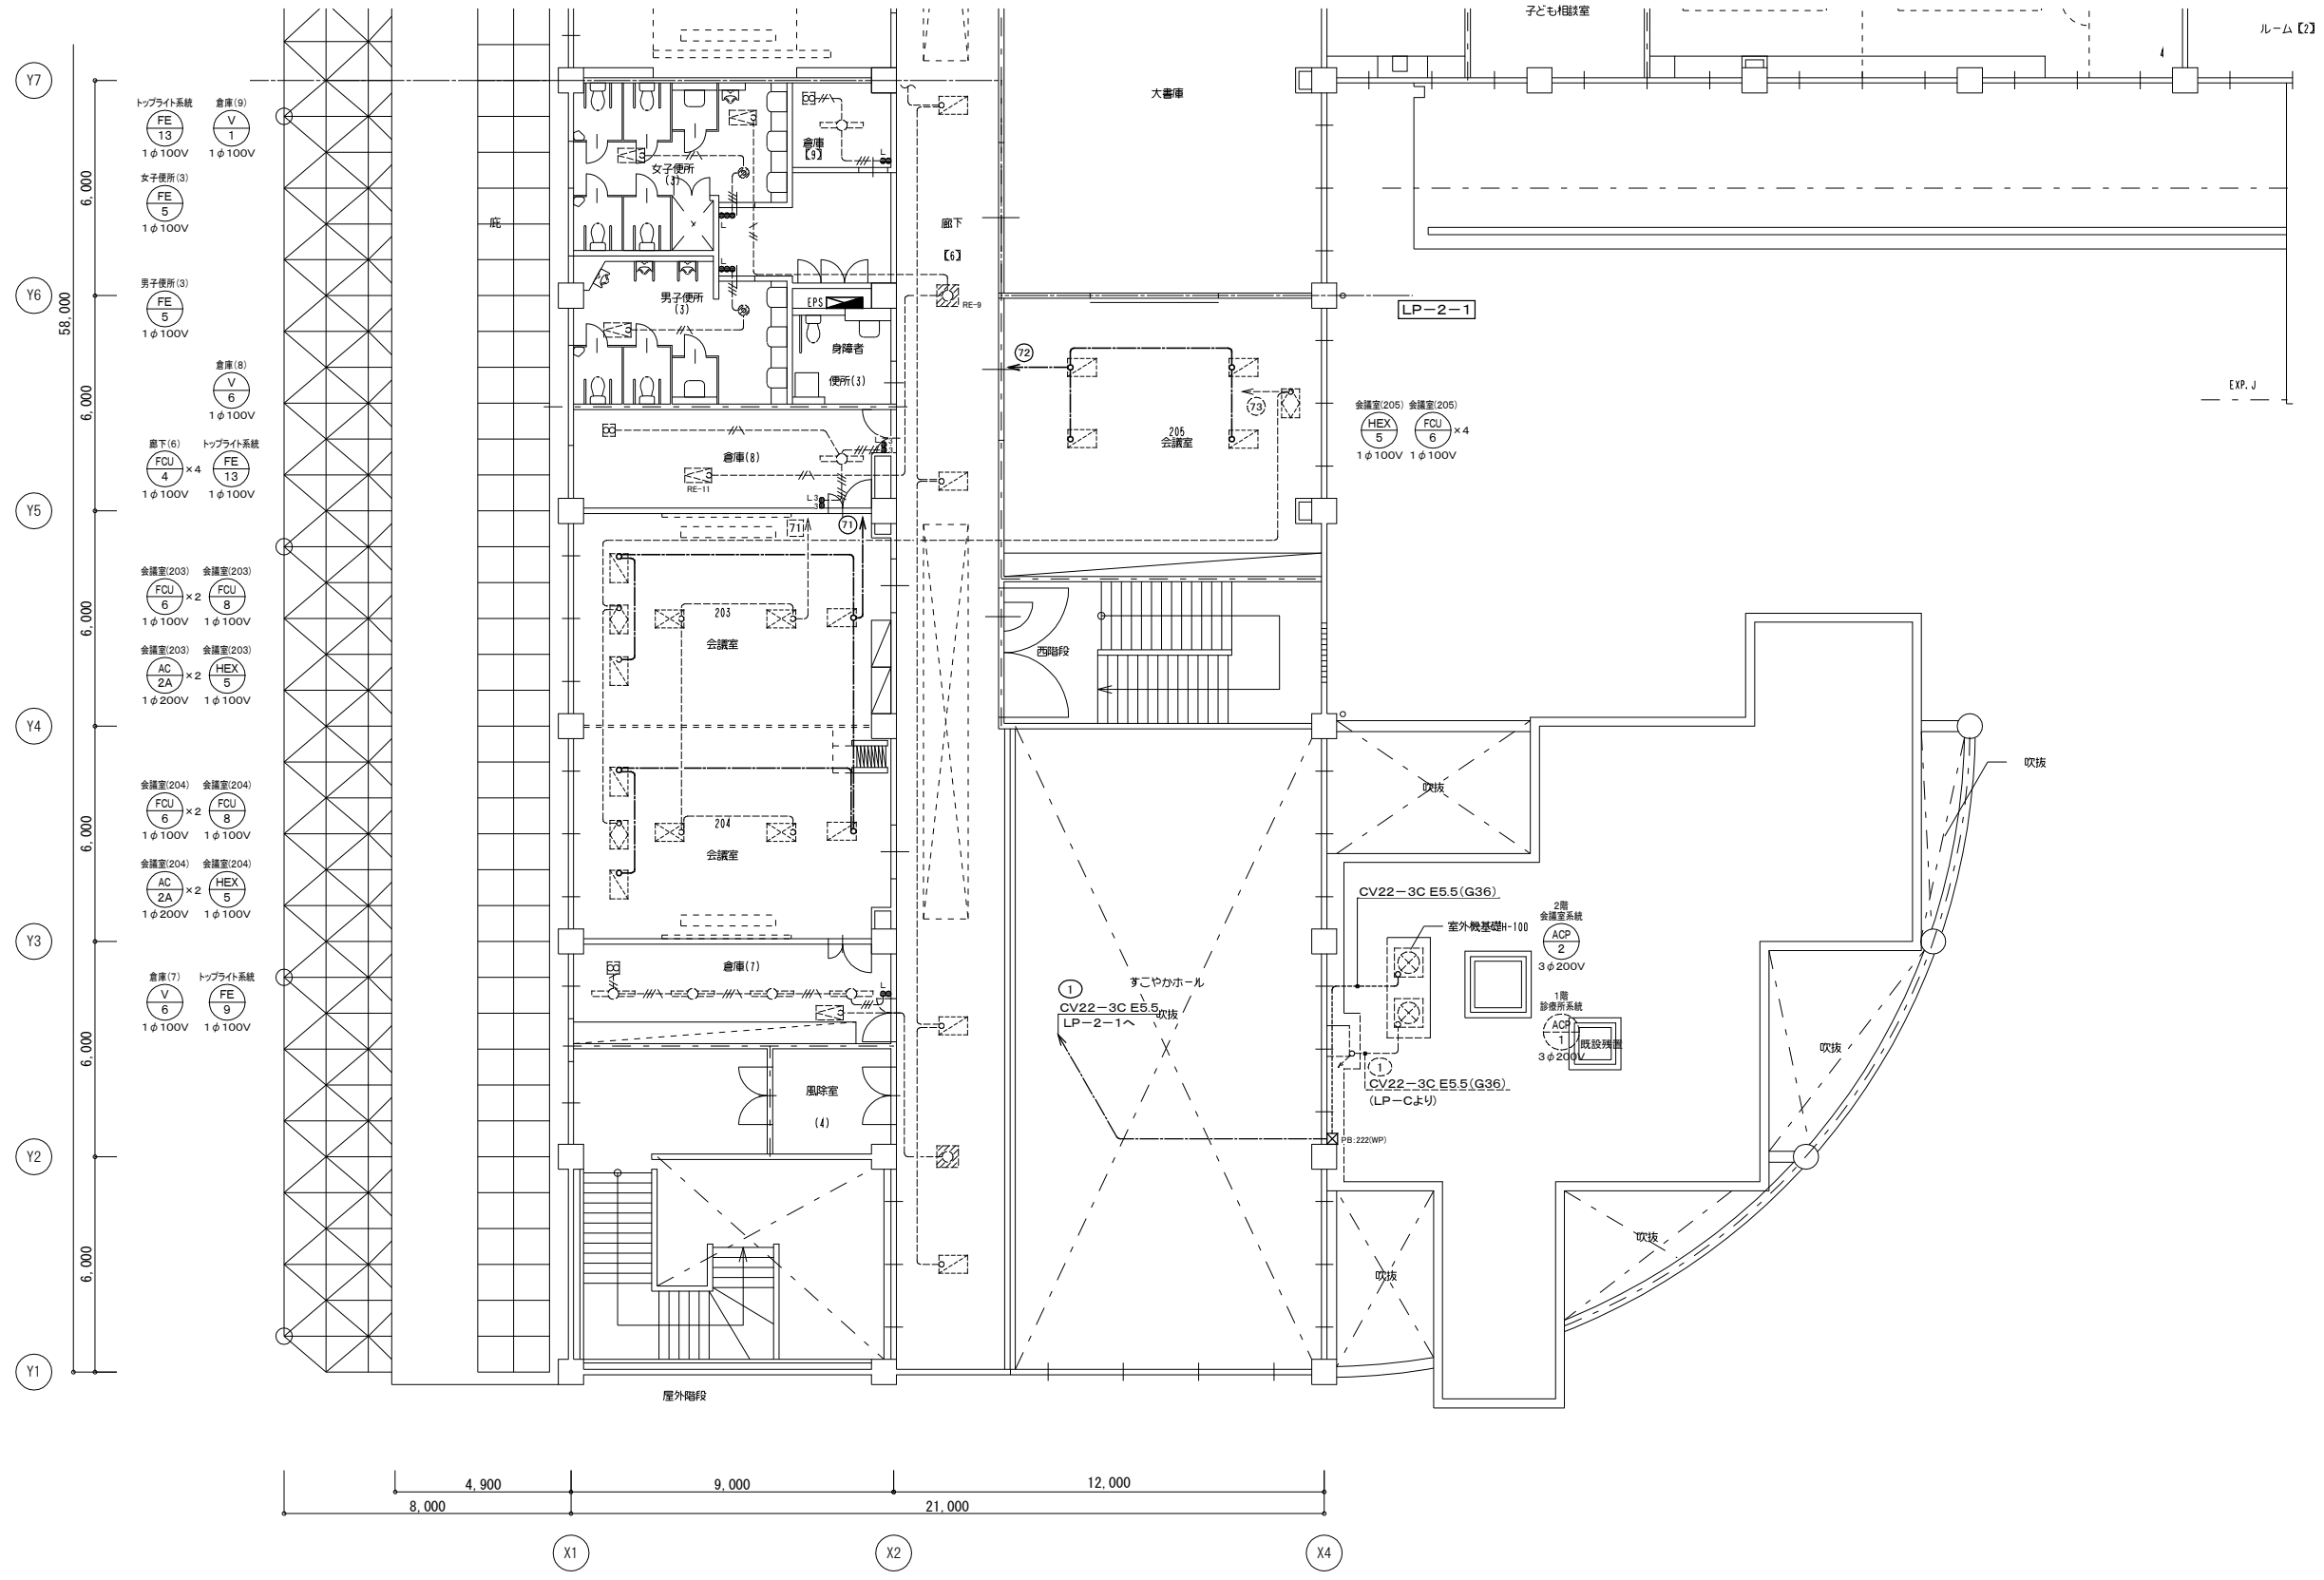 子ども相談室
ルーム【2】
4
Y7
大書庫
トップライト系統
FE
13
1φ100V
倉庫(9)
V
1
1φ100V
倉庫
【9】
L
女子便所
(3)
女子便所(3)
FE
5
1φ100V
6,000
庇
L
廊下
【6】
男子便所(3)
FE
5
1φ100V
Y6
58,000
L
男子便所
(3)
EPS
RE-9
LP-2-1
身障者
便所(3)
72
倉庫(8)
V
6
1φ100V
6,000
73
EXP.J
会議室(205)
HEX
5
1φ100V
会議室(205)
FCU
6
×4
1φ100V
205
会議室
廊下(6)
FCU
4
×4
1φ100V
トップライト系統
FE
13
1φ100V
倉庫(8)
L 3
3
RE-11
L 3
3
Y5
71
71
会議室(203)
FCU
6
×2
1φ100V
会議室(203)
FCU
8
1φ100V
6,000
203
会議室
会議室(203)
AC
2A
×2
1φ200V
会議室(203)
HEX
5
1φ100V
西階段
Y4
吹抜
吹抜
会議室(204)
FCU
6
×2
1φ100V
会議室(204)
FCU
8
1φ100V
6,000
204
会議室
会議室(204)
AC
2A
×2
1φ200V
会議室(204)
HEX
5
1φ100V
CV22-3C E5.5(G36)
室外機基礎H-100
2階
会議室系統
ACP
2
3φ200V
Y3
倉庫(7)
V
6
1φ100V
トップライト系統
FE
9
1φ100V
倉庫(7)
L
すこやかホール
吹抜
1
CV22-3C E5.5
LP-2-1へ
1階
診療所系統
ACP
1
3φ200V
既設残置
吹抜
6,000
1
CV22-3C E5.5(G36)
(LP-Cより)
風除室
(4)
PB:222(WP)
Y2
6,000
吹抜
吹抜
Y1
屋外階段
4,900
9,000
12,000
8,000
21,000
X1
X2
X4